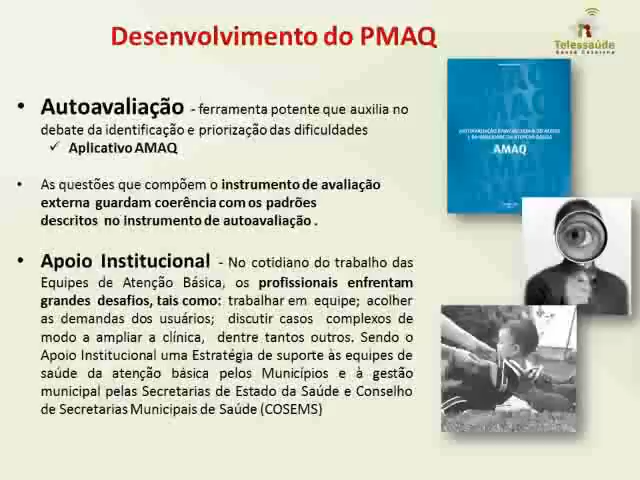 Desenvolvimento do PMAQ
Telessaúde
Santa Catarina
• Autoavaliação - ferramenta potente que auxilia no
debate da identificação e priorização das dificuldades
✓ Aplicativo AMAQ
• As questões que compõem o instrumento de avaliação
externa guardam coerência com os padrões
descritos no instrumento de autoavaliação .
• Apoio Institucional - No cotidiano do trabalho das
Equipes de Atenção Básica, os profissionais enfrentam
grandes desafios, tais como: trabalhar em equipe; acolher
as demandas dos usuários; discutir casos complexos de
modo a ampliar a clínica, dentre tantos outros. Sendo o
Apoio Institucional uma Estratégia de suporte às equipes de
saúde da atenção básica pelos Municípios e à gestão
municipal pelas Secretarias de Estado da Saúde e Conselho
de Secretarias Municipais de Saúde (COSEMS)
AMAQ